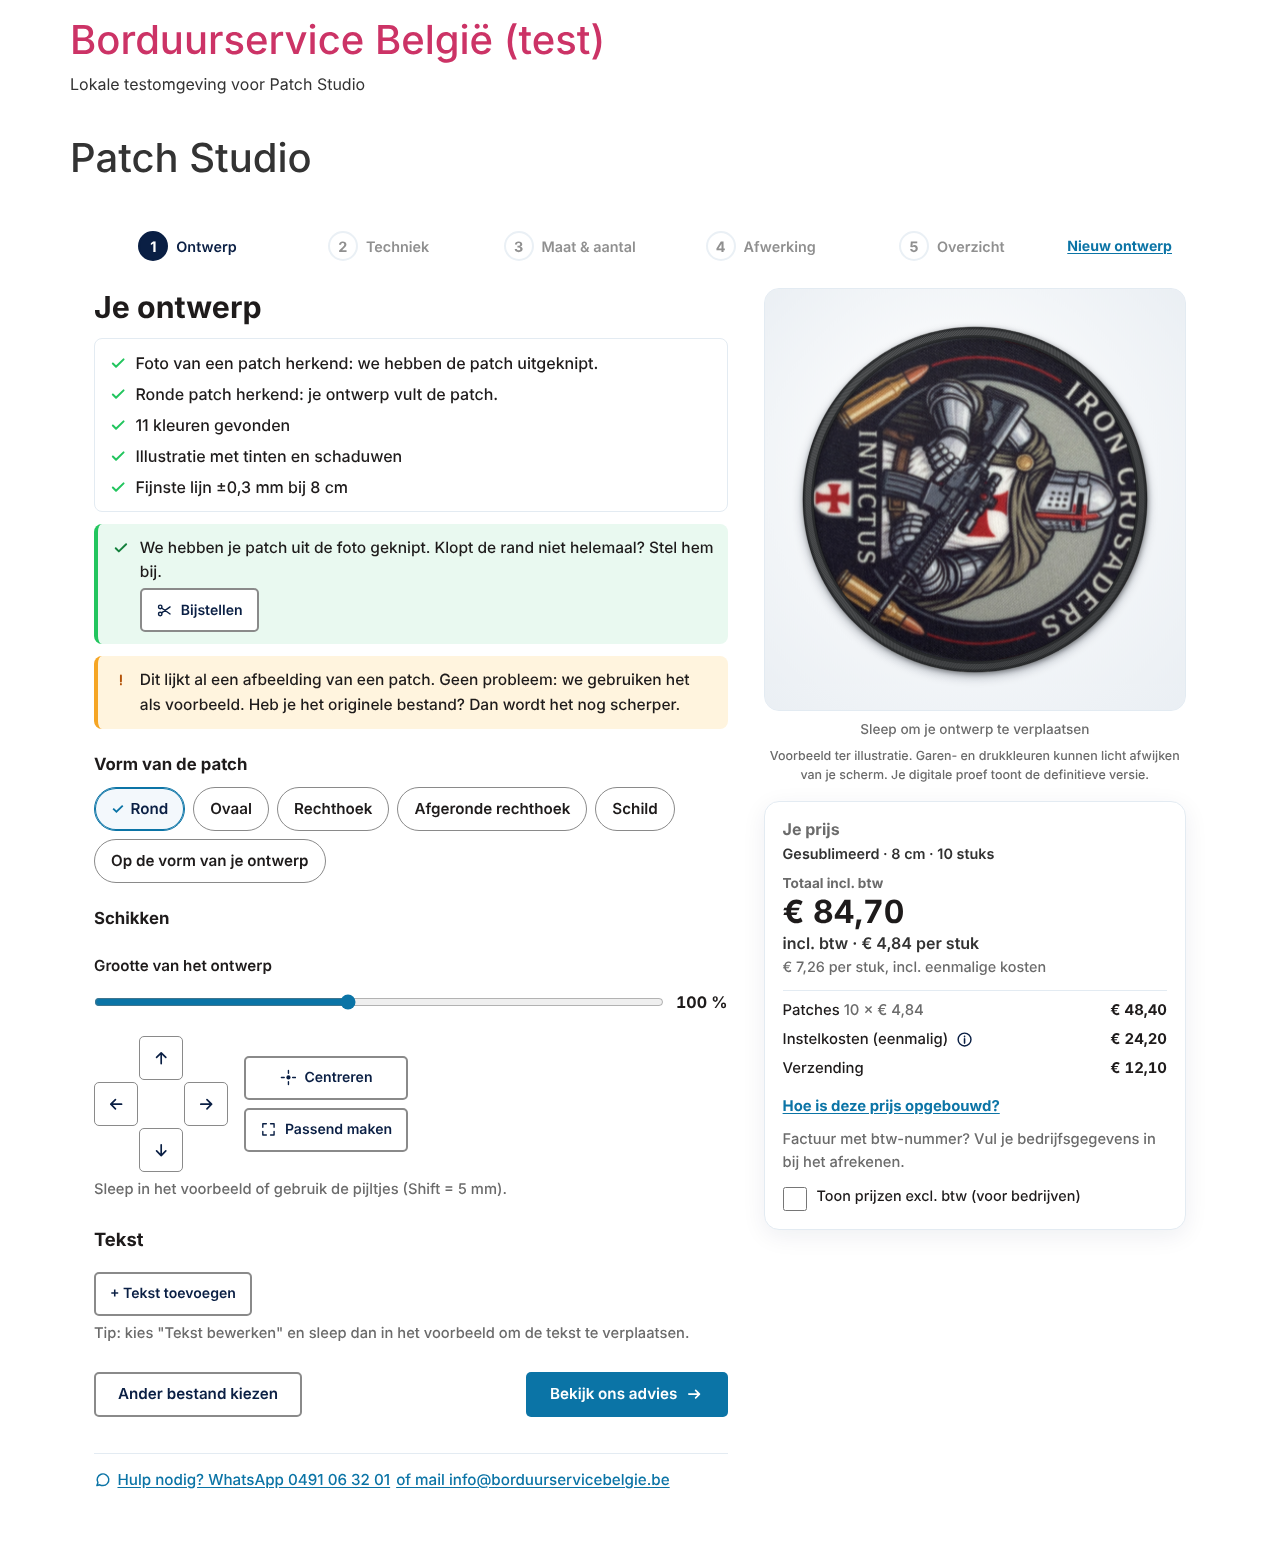 Borduurservice België (test)
Lokale testomgeving voor Patch Studio
Patch Studio
1 Ontwerp
2 Techniek
3 Maat & aantal
4 Afwerking
5 Overzicht
Nieuw ontwerp
Je ontwerp
Foto van een patch herkend: we hebben de patch uitgeknipt.
Ronde patch herkend: je ontwerp vult de patch.
11 kleuren gevonden
Illustratie met tinten en schaduwen
Fijnste lijn ±0,3 mm bij 8 cm
We hebben je patch uit de foto geknipt. Klopt de rand niet helemaal? Stel hem
bij.
Bijstellen
! Dit lijkt al een afbeelding van een patch. Geen probleem: we gebruiken het
als voorbeeld. Heb je het originele bestand? Dan wordt het nog scherper.
Vorm van de patch
Rond
Ovaal
Rechthoek
Afgeronde rechthoek
Schild
Op de vorm van je ontwerp
Schikken
Grootte van het ontwerp
100 %
Centreren
Passend maken
Sleep in het voorbeeld of gebruik de pijltjes (Shift = 5 mm).
Tekst
+ Tekst toevoegen
Tip: kies "Tekst bewerken" en sleep dan in het voorbeeld om de tekst te verplaatsen.
Ander bestand kiezen
Bekijk ons advies →
Hulp nodig? WhatsApp 0491 06 32 01 of mail info@borduurservicebelgie.be
IRON CRUSADERS
INVICTUS
Sleep om je ontwerp te verplaatsen
Voorbeeld ter illustratie. Garen- en drukkleuren kunnen licht afwijken
van je scherm. Je digitale proef toont de definitieve versie.
Je prijs
Gesublimeerd · 8 cm · 10 stuks
Totaal incl. btw
€ 84,70
incl. btw · € 4,84 per stuk
€ 7,26 per stuk, incl. eenmalige kosten
Patches 10 × € 4,84 € 48,40
Instelkosten (eenmalig) € 24,20
Verzending € 12,10
Hoe is deze prijs opgebouwd?
Factuur met btw-nummer? Vul je bedrijfsgegevens in
bij het afrekenen.
Toon prijzen excl. btw (voor bedrijven)